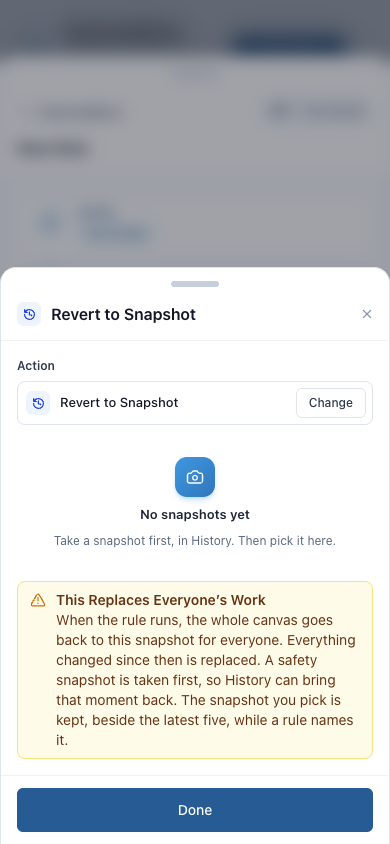 Revert to Snapshot
Action
Revert to Snapshot
Change
No snapshots yet
Take a snapshot first, in History. Then pick it here.
This Replaces Everyone’s Work
When the rule runs, the whole canvas goes
back to this snapshot for everyone. Everything
changed since then is replaced. A safety
snapshot is taken first, so History can bring
that moment back. The snapshot you pick is
kept, beside the latest five, while a rule names
it.
Done